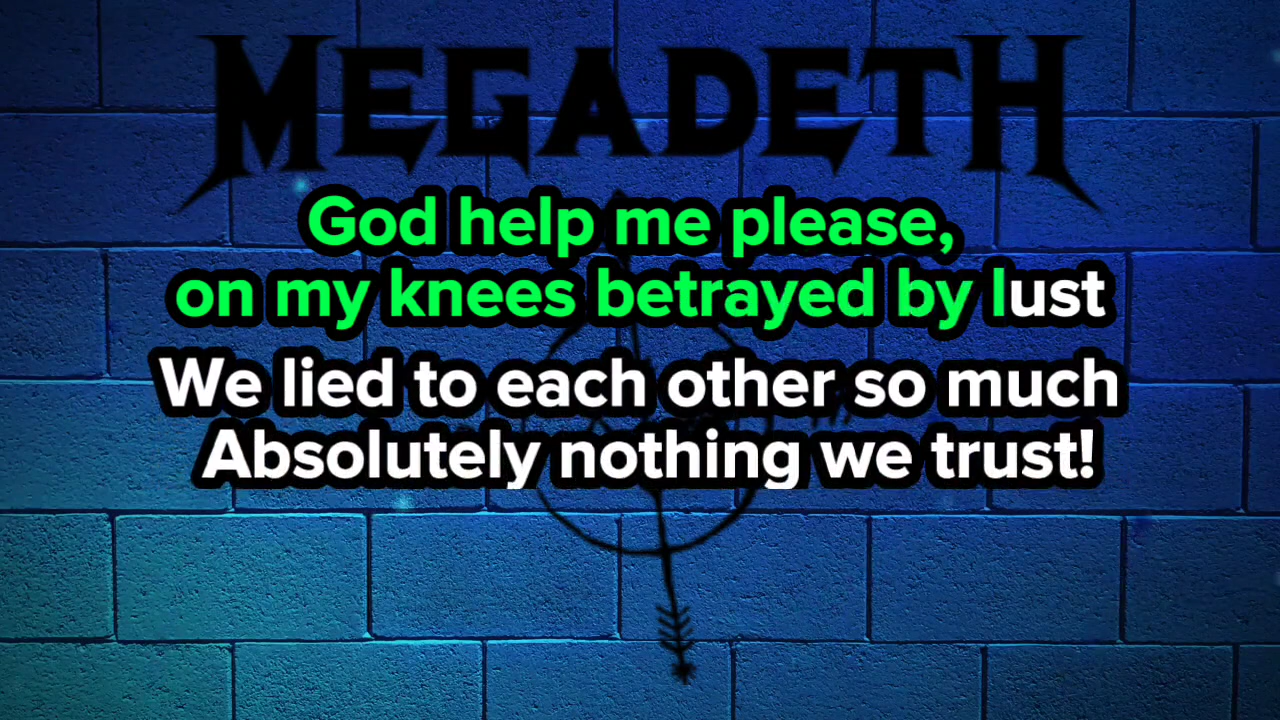 MEGADETH
God help me please,
on my knees betrayed by lust
We lied to each other so much
Absolutely nothing we trust!